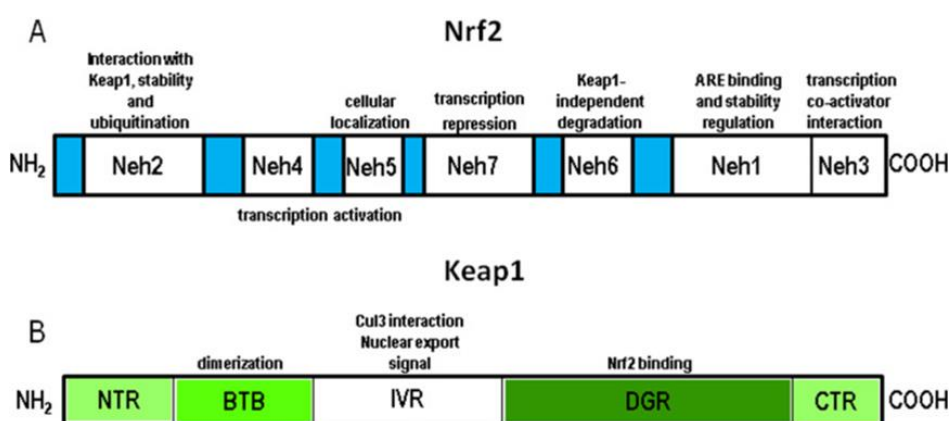 A
Nrf2
Interaction with
Keap1, stability
and
ubiquitination
cellular
localization
transcription
repression
Keap1-
independent
degradation
ARE binding
and stability
regulation
transcription
co-activator
interaction
NH2 Neh2 Neh4 Neh5 Neh7 Neh6 Neh1 Neh3 COOH
transcription activation
Keap1
B
dimerization
Cul3 interaction
Nuclear export
signal
Nrf2 binding
NH2 NTR BTB IVR DGR CTR COOH